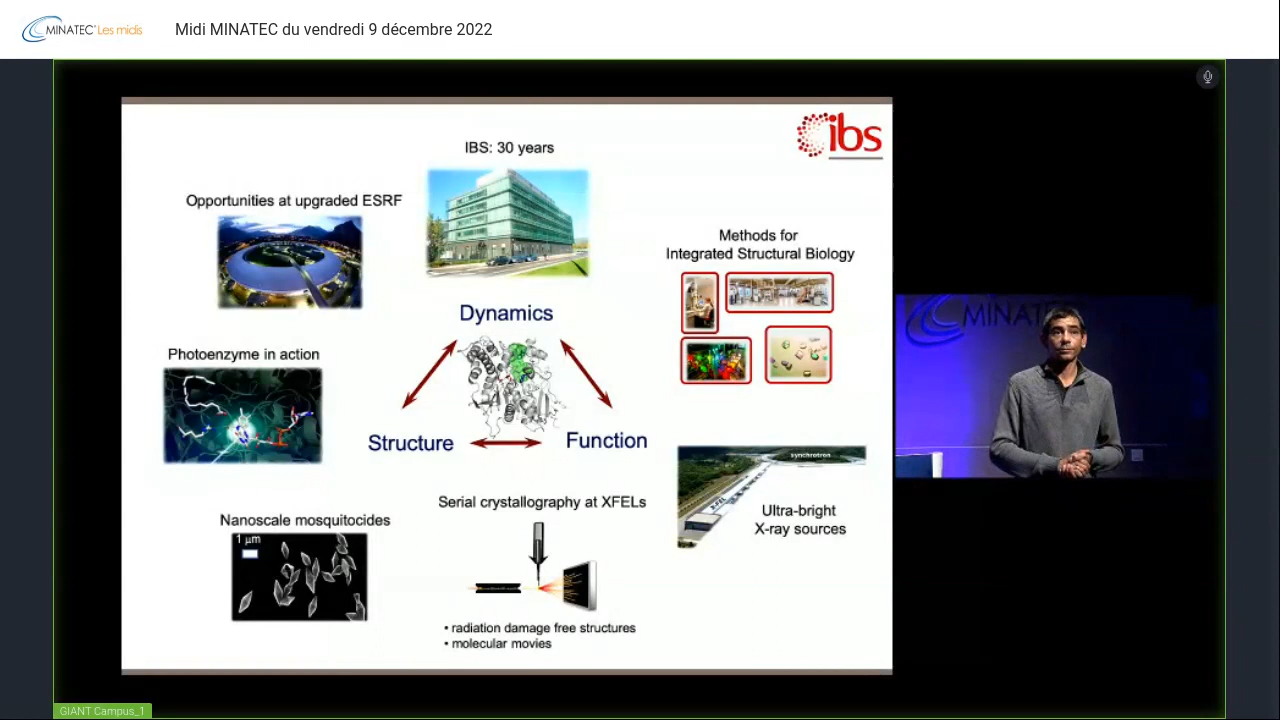 MINATEC Les midis
Midi MINATEC du vendredi 9 décembre 2022
ibs
IBS: 30 years
Opportunities at upgraded ESRF
Methods for
Integrated Structural Biology
Dynamics
Photoenzyme in action
Structure
Function
synchrotron
XFEL
Serial crystallography at XFELs
Ultra-bright
X-ray sources
Nanoscale mosquitocides
1 µm
• radiation damage free structures
• molecular movies
MINAT
GIANT Campus_1